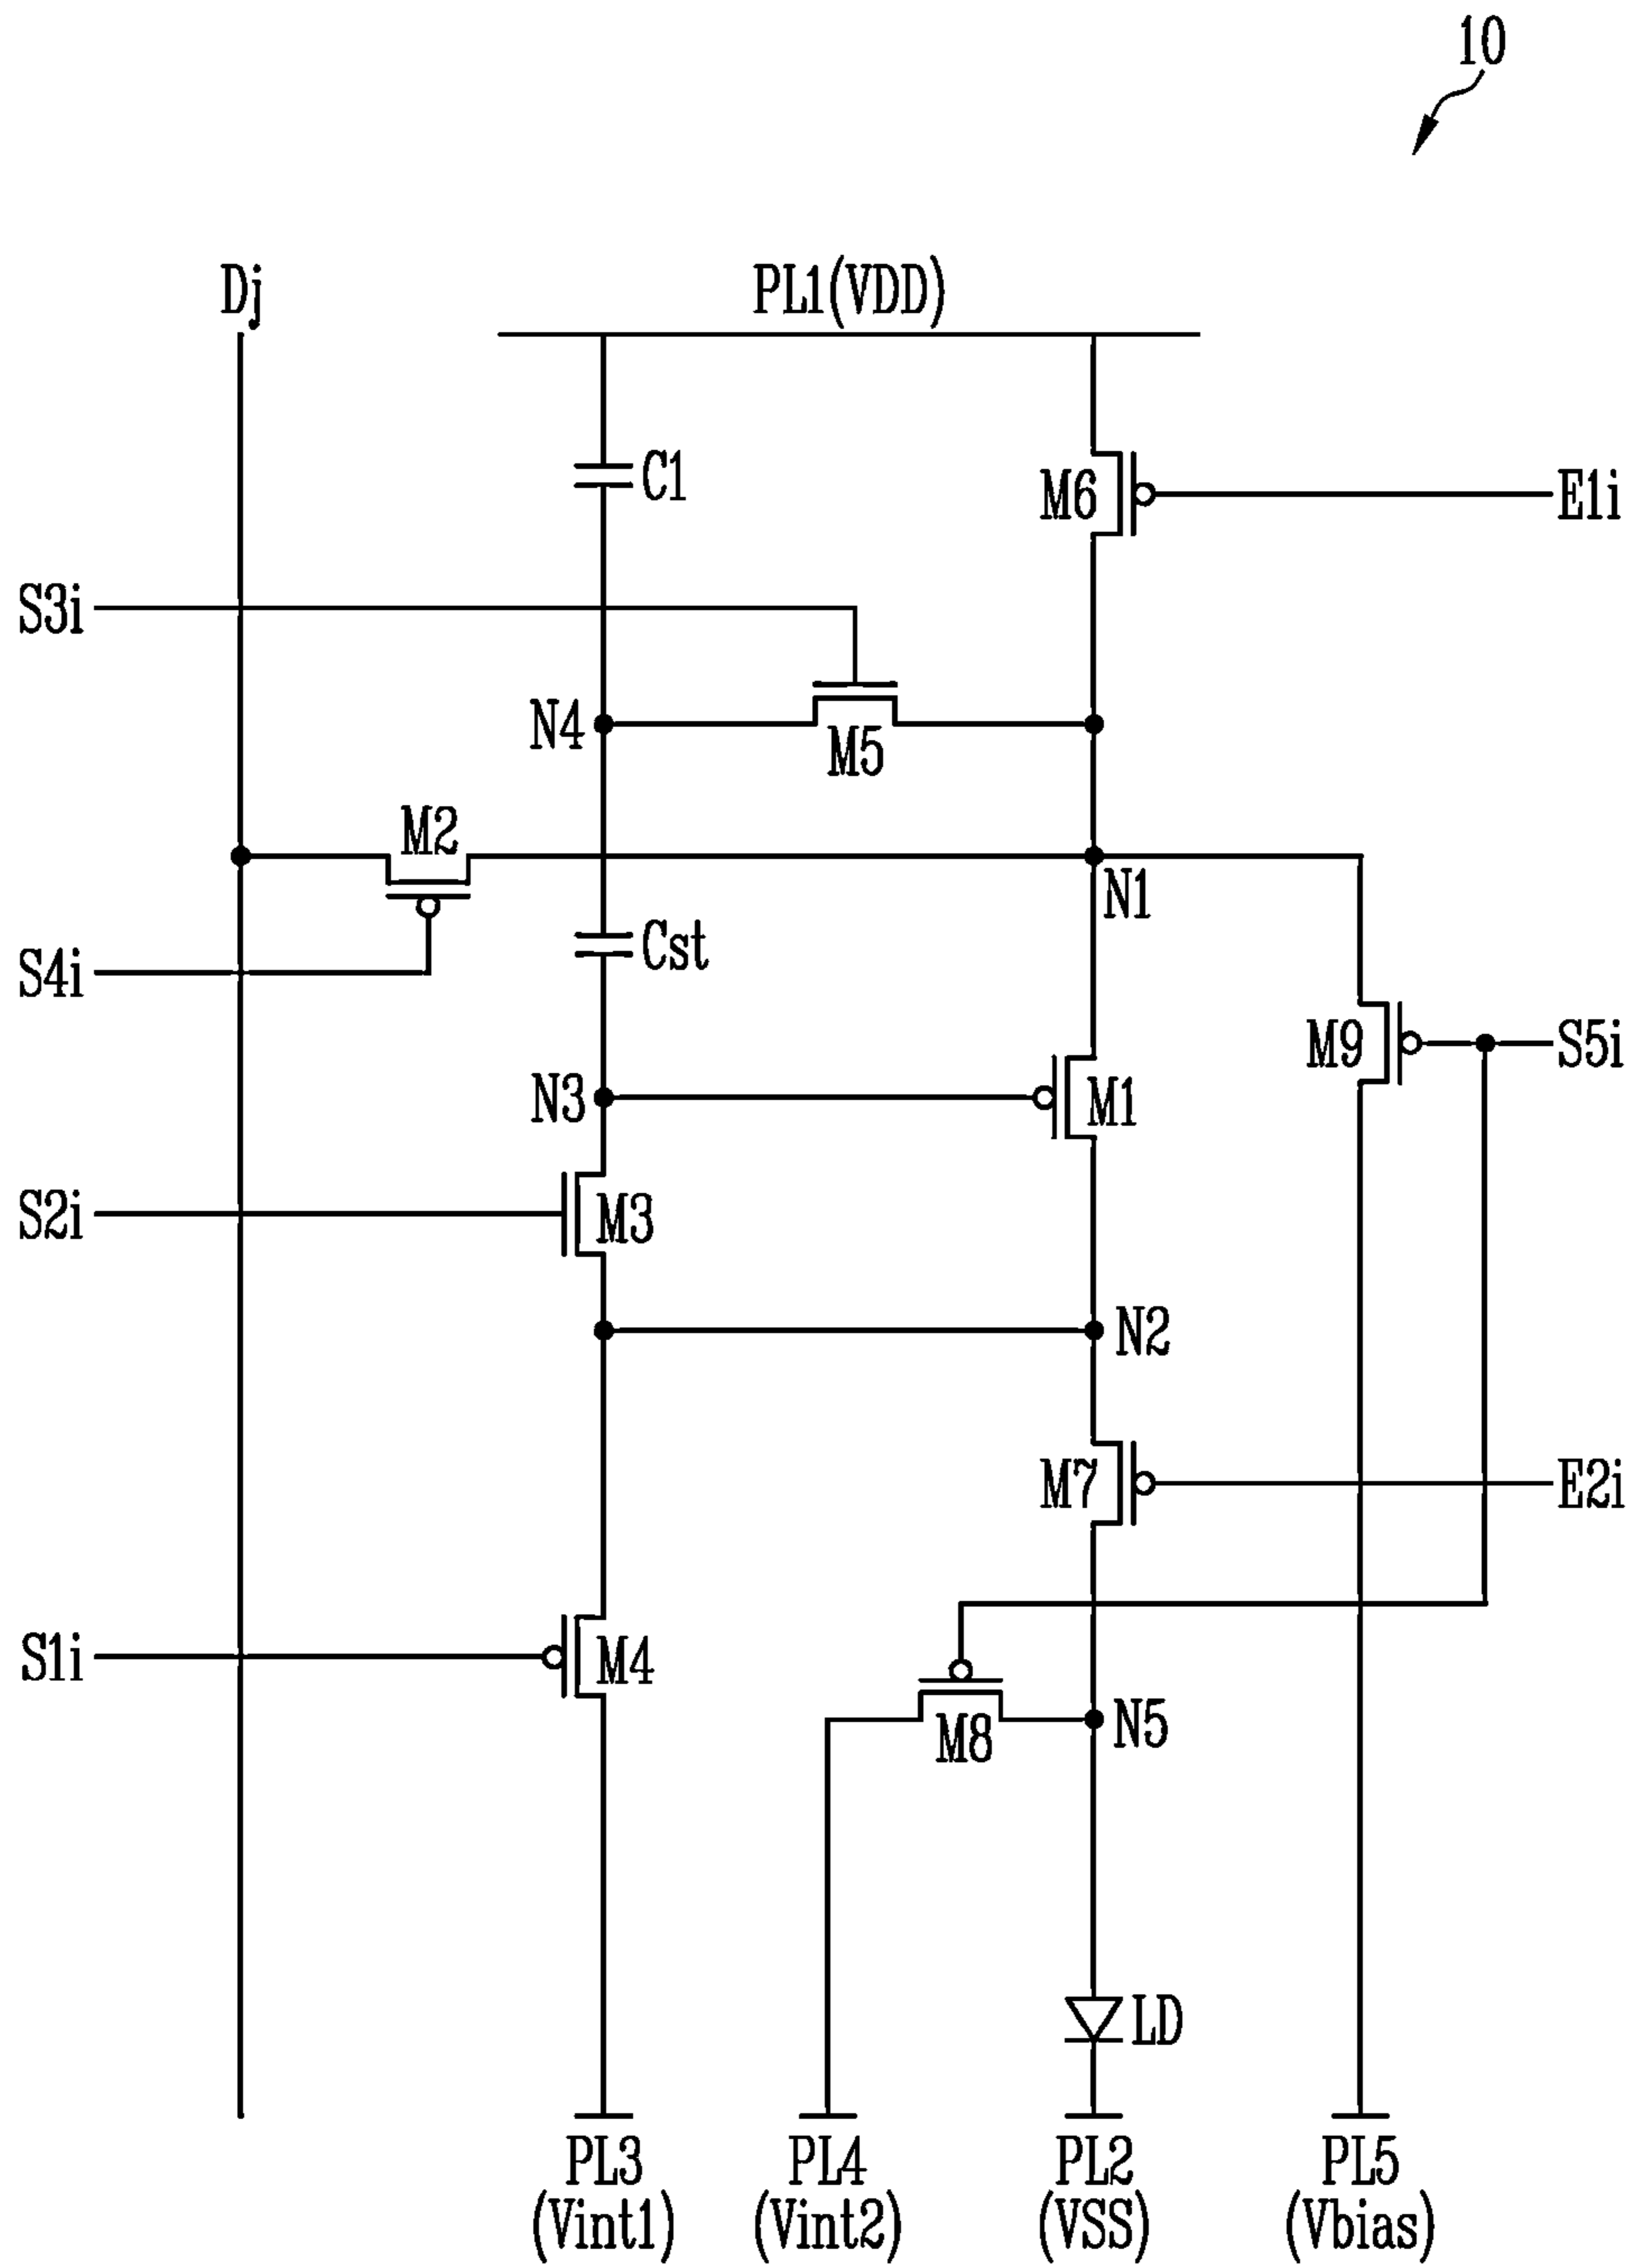 10
Dj
PL1(VDD)
C1
M6
E1i
S3i
N4
M5
M2
N1
Cst
S4i
M9
S5i
N3
M1
S2i
M3
N2
M7
E2i
S1i
M4
M8
N5
LD
PL3
(Vint1)
PL4
(Vint2)
PL2
(VSS)
PL5
(Vbias)